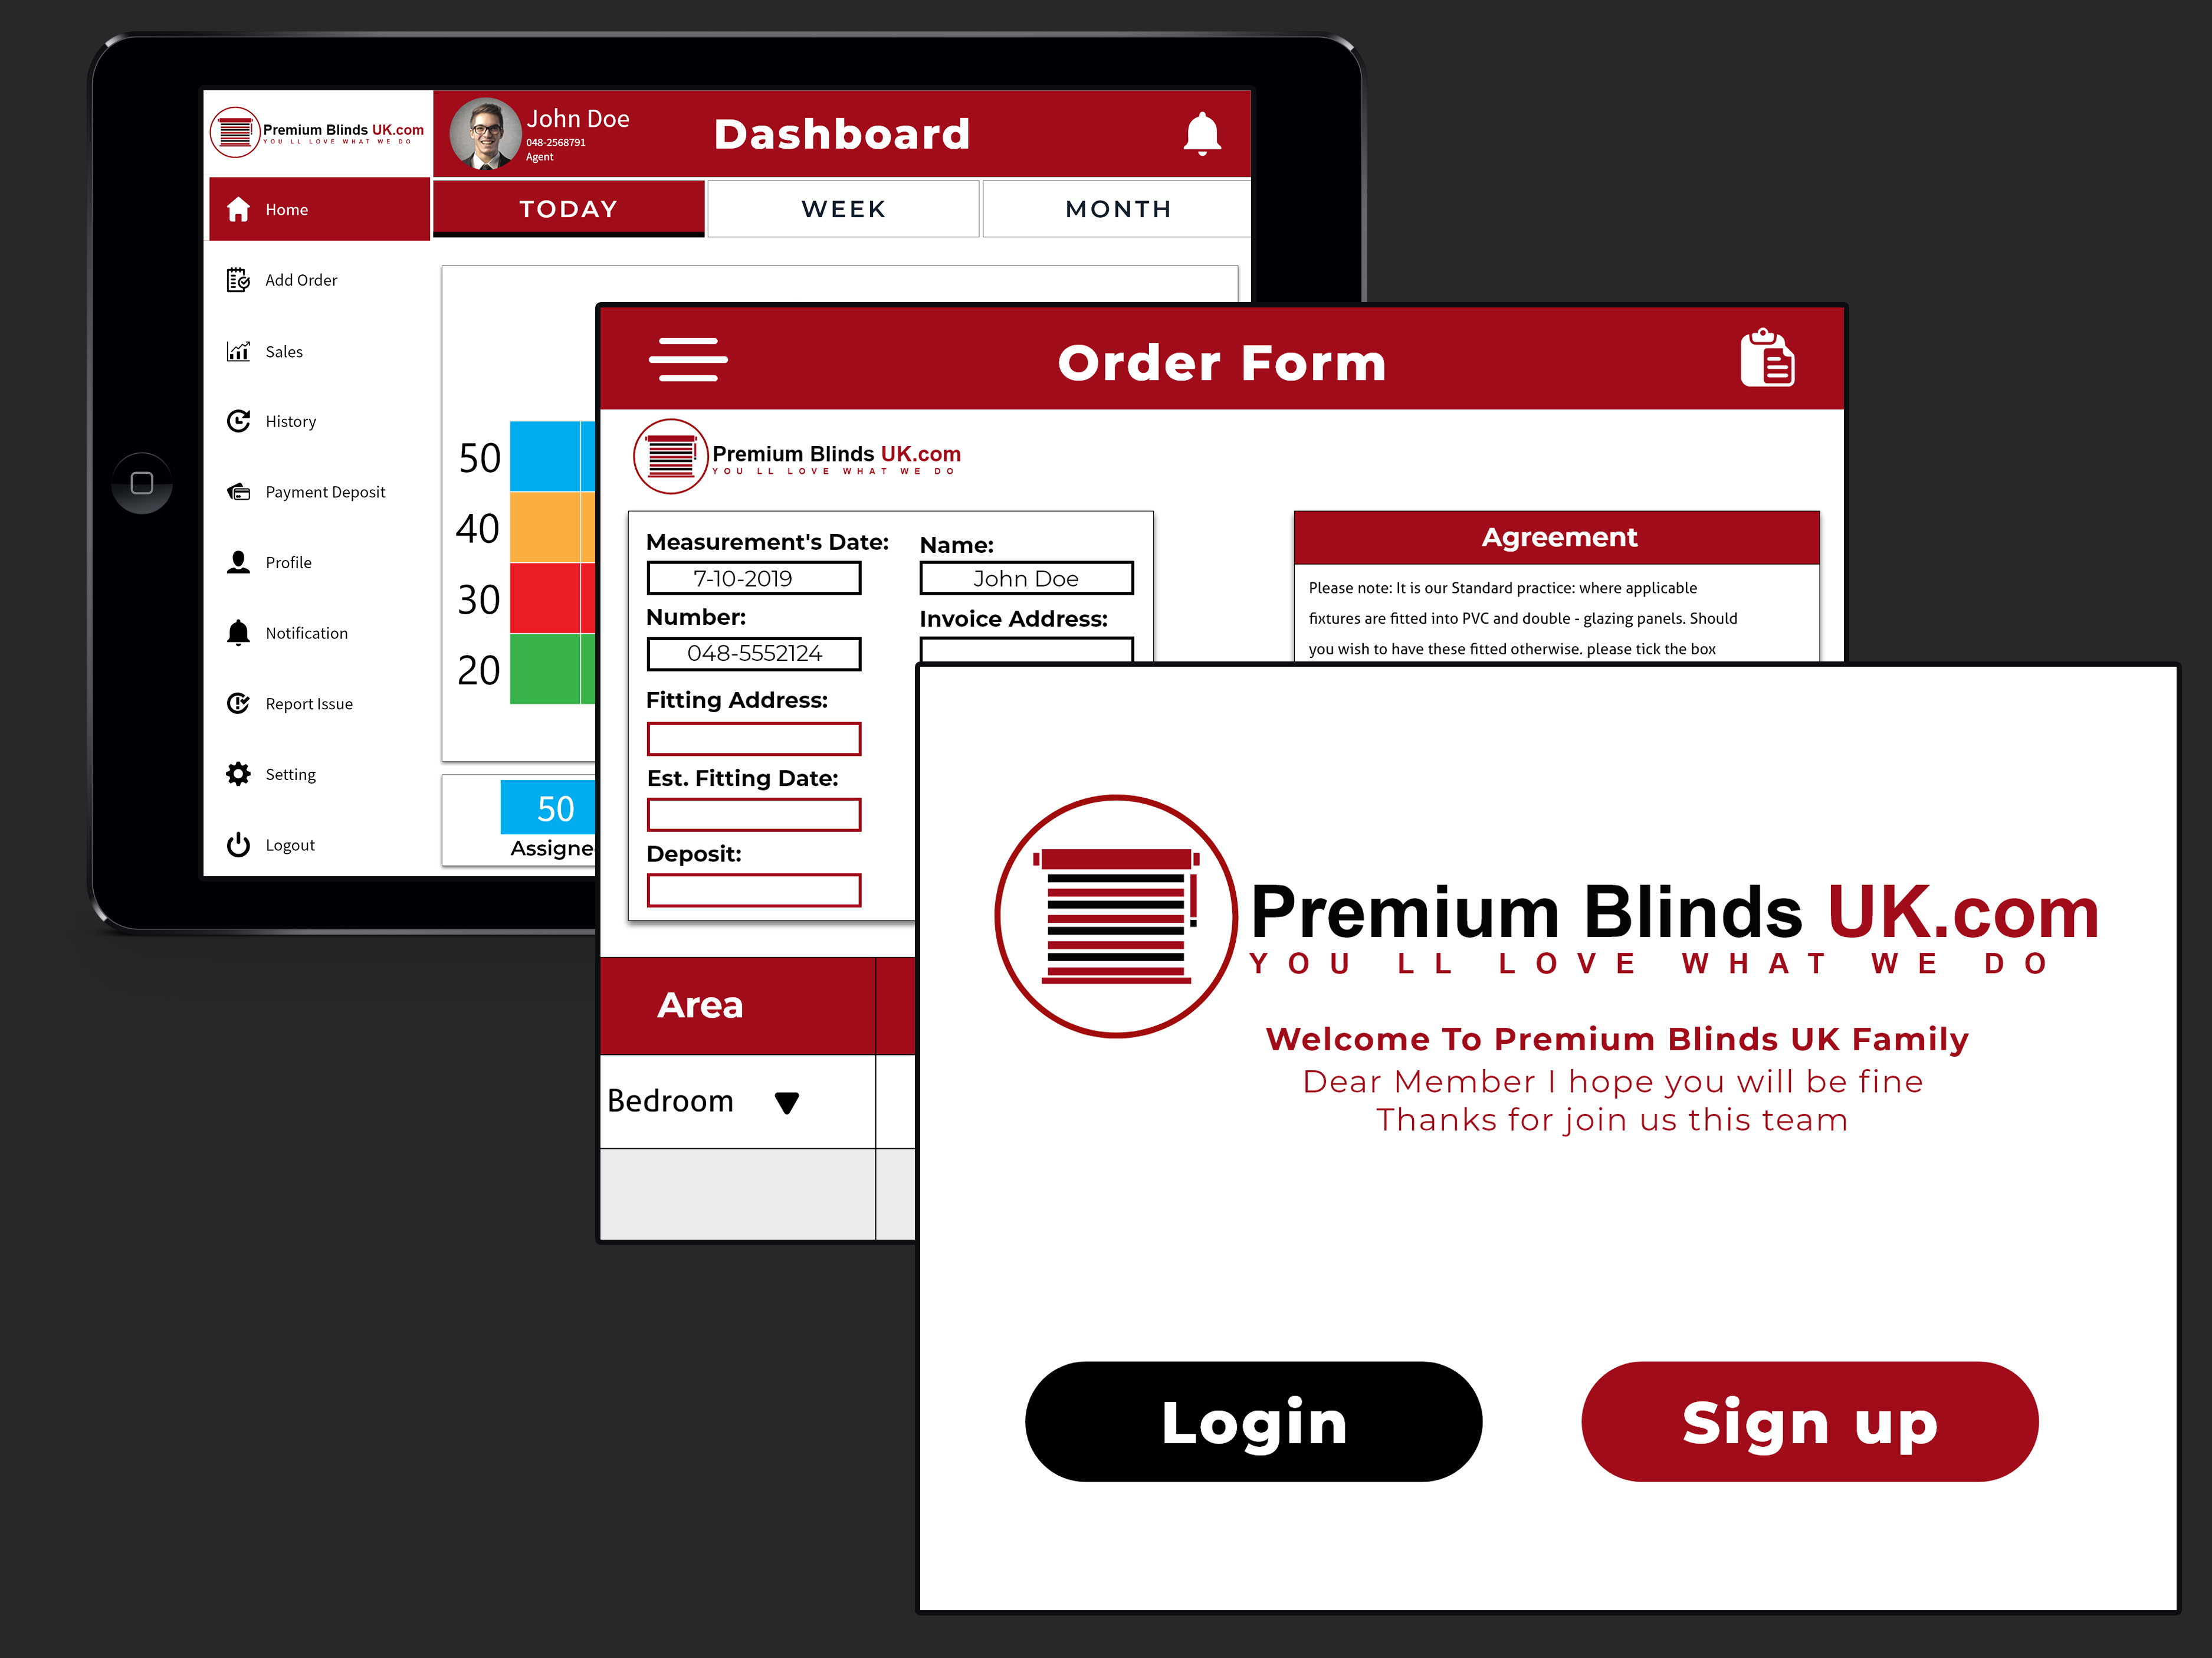 Premium Blinds UK.com
YOU LL LOVE WHAT WE DO
John Doe
048-2568791
Agent
Dashboard
Home
TODAY
WEEK
MONTH
Add Order
Sales
History
Payment Deposit
Profile
Notification
Report Issue
Setting
Logout
50
40
30
20
50
Order Form
Premium Blinds UK.com
YOU LL LOVE WHAT WE DO
Measurement's Date:
7-10-2019
Name:
John Doe
Number:
048-5552124
Invoice Address:
Fitting Address:
Est. Fitting Date:
Deposit:
Agreement
Please note: It is our Standard practice: where applicable
fixtures are fitted into PVC and double - glazing panels. Should
you wish to have these fitted otherwise. please tick the box
Area
Bedroom
Premium Blinds UK.com
YOU LL LOVE WHAT WE DO
Welcome To Premium Blinds UK Family
Dear Member I hope you will be fine
Thanks for join us this team
Login
Sign up